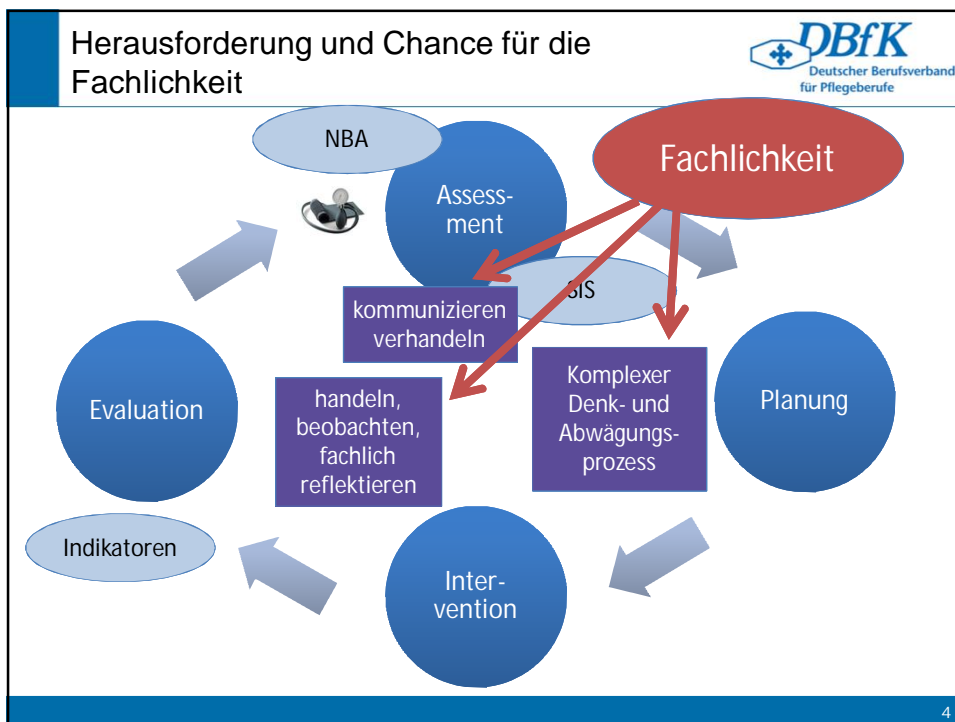 Herausforderung und Chance für die
Fachlichkeit
DBfK
Deutscher Berufsverband
für Pflegeberufe
NBA
Fachlichkeit
Assess-
ment
SIS
kommunizieren
verhandeln
Komplexer
Denk- und
Abwägungs-
prozess
Planung
Evaluation
handeln,
beobachten,
fachlich
reflektieren
Indikatoren
Inter-
vention
4